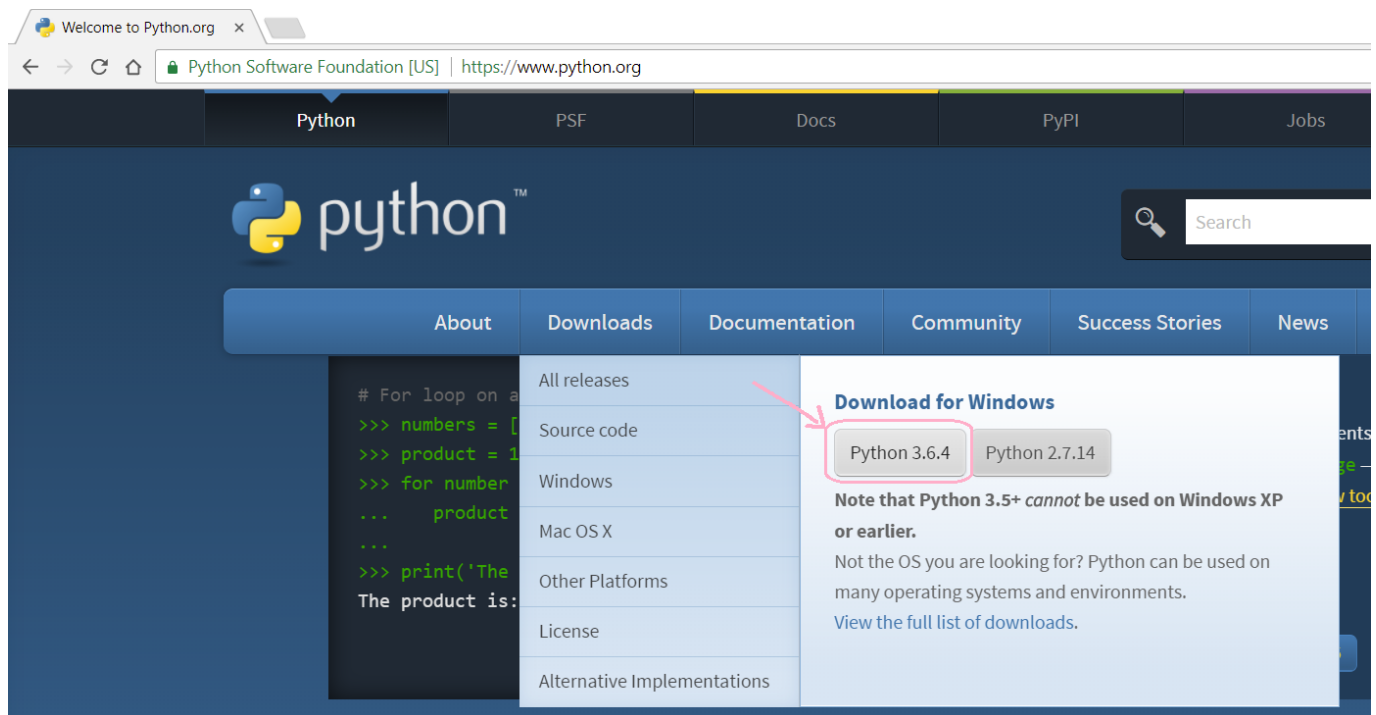 Welcome to Python.org
Python Software Foundation [US] | https://www.python.org
Python PSF Docs PyPI Jobs
python™
Search
About Downloads Documentation Community Success Stories News
# For loop on a
>>> numbers = [
>>> product = 1
>>> for number
... product
...
>>> print('The
The product is:
All releases
Source code
Windows
Mac OS X
Other Platforms
License
Alternative Implementations
Download for Windows
Python 3.6.4 Python 2.7.14
Note that Python 3.5+ cannot be used on Windows XP
or earlier.
Not the OS you are looking for? Python can be used on
many operating systems and environments.
View the full list of downloads.